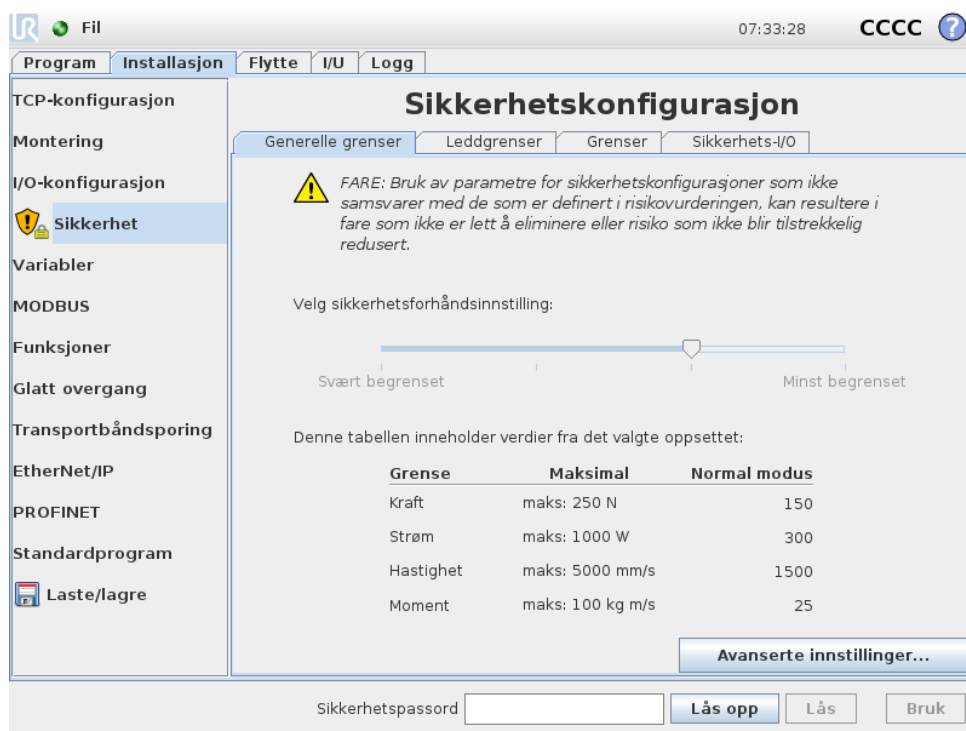 UR Fil 07:33:28 CCCC ?
Program Installasjon Flytte I/U Logg
TCP-konfigurasjon
Montering
I/O-konfigurasjon
Sikkerhet
Variabler
MODBUS
Funksjoner
Glatt overgang
Transportbåndsporing
EtherNet/IP
PROFINET
Standardprogram
Laste/lagre
Sikkerhetskonfigurasjon
Generelle grenser Leddgrenser Grenser Sikkerhets-I/O
FARE: Bruk av parametre for sikkerhetskonfigurasjoner som ikke
samsvarer med de som er definert i risikovurderingen, kan resultere i
fare som ikke er lett å eliminere eller risiko som ikke blir tilstrekkelig
redusert.
Velg sikkerhetsforhåndsinnstilling:
Svært begrenset Minst begrenset
Denne tabellen inneholder verdier fra det valgte oppsettet:
Grense Maksimal Normal modus
Kraft maks: 250 N 150
Strøm maks: 1000 W 300
Hastighet maks: 5000 mm/s 1500
Moment maks: 100 kg m/s 25
Avanserte innstillinger...
Sikkerhetspassord Lås opp Lås Bruk